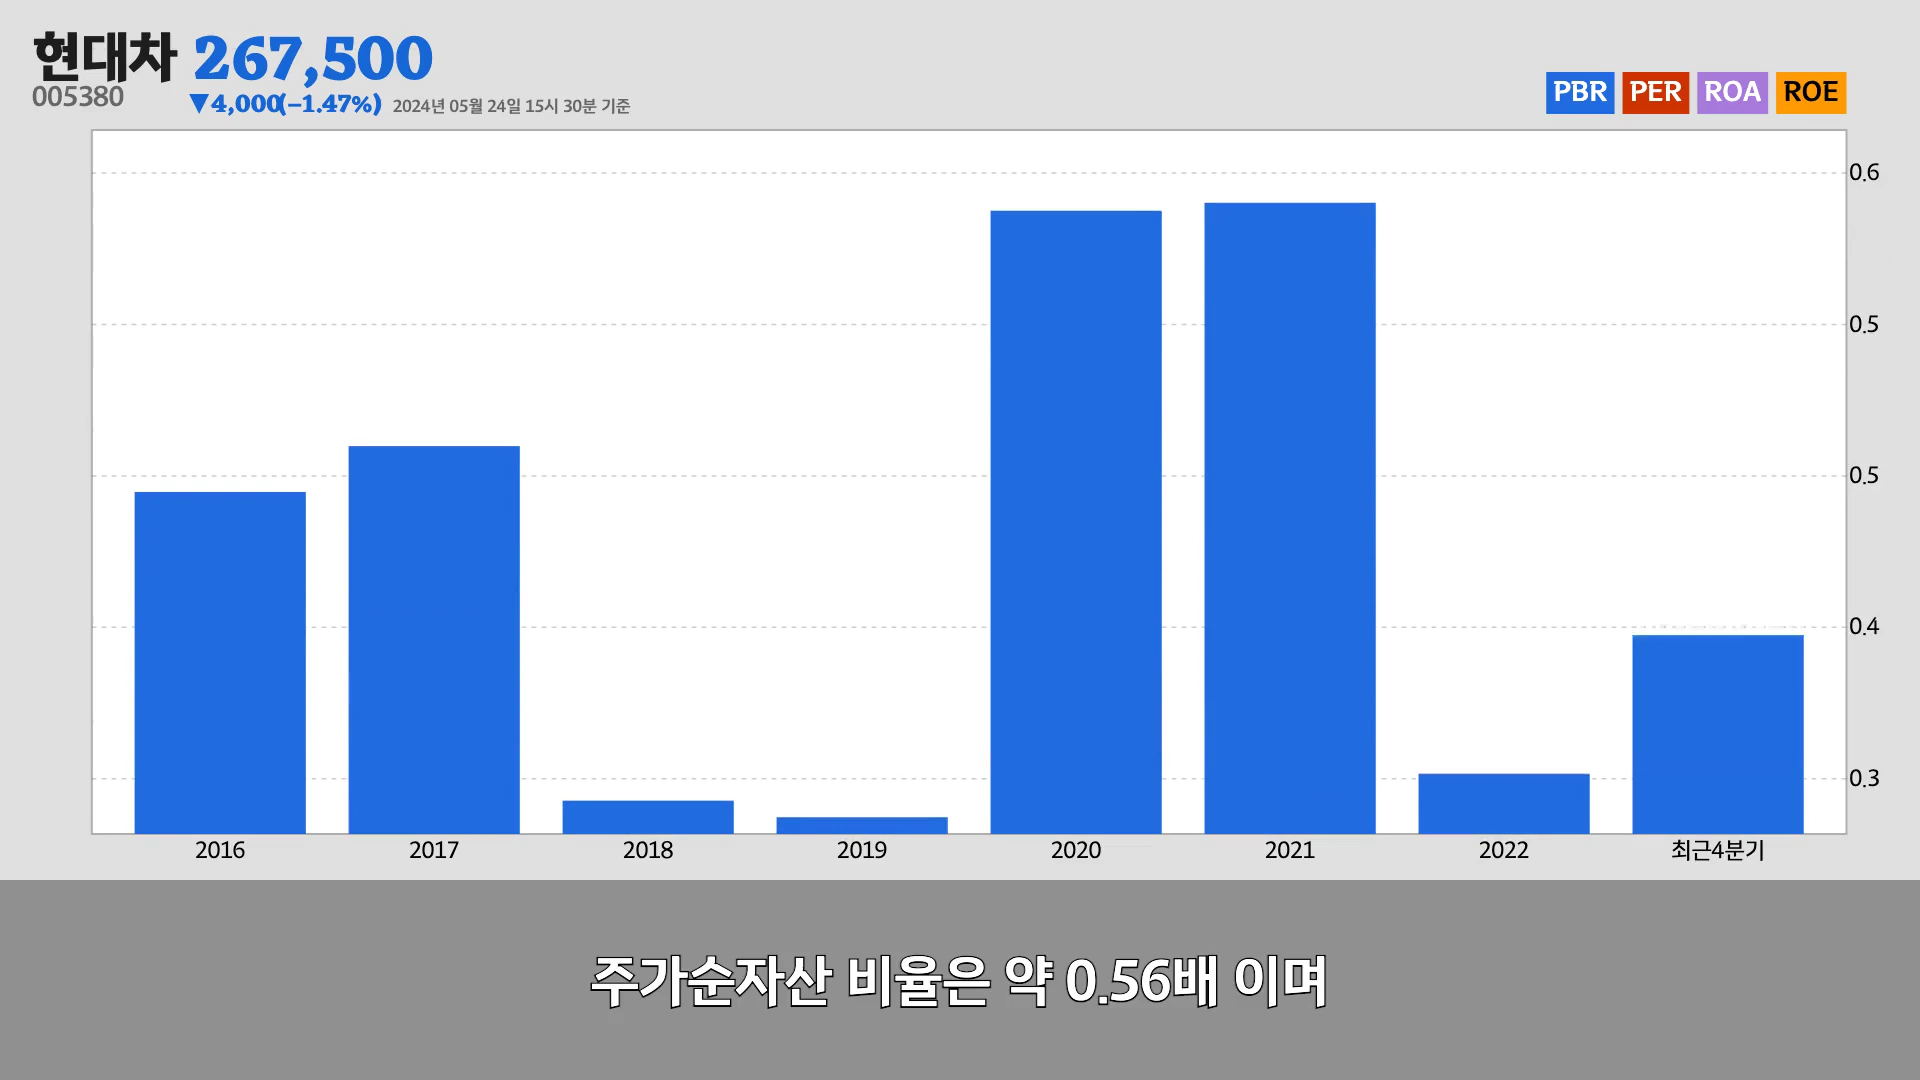 현대차 267,500
005380 ▼4,000(-1.47%) 2024년 05월 24일 15시 30분 기준
PBR PER ROA ROE
0.6
0.5
0.5
0.4
0.3
2016 2017 2018 2019 2020 2021 2022 최근4분기
주가순자산 비율은 약 0.56배 이며